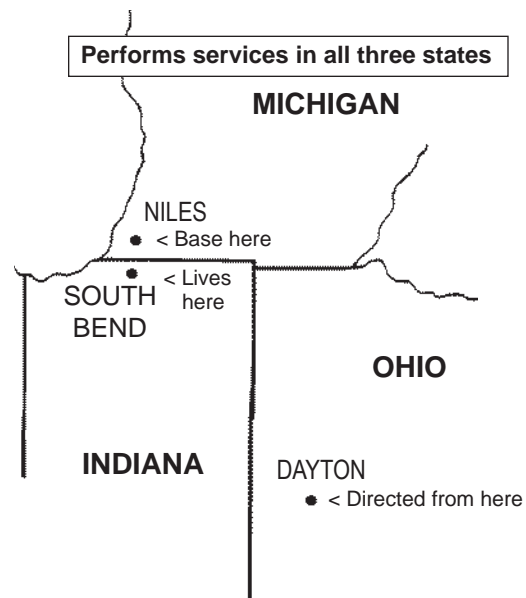 Performs services in all three states
MICHIGAN
NILES
< Base here
< Lives
here
SOUTH
BEND
OHIO
INDIANA
DAYTON
< Directed from here